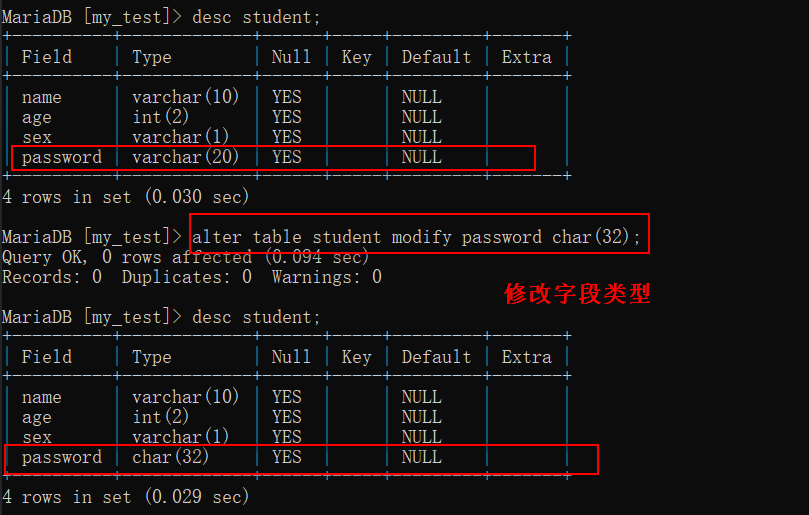 MariaDB [my_test]> desc student;
+----------+-------------+------+-----+---------+-------+
| Field    | Type        | Null | Key | Default | Extra |
+----------+-------------+------+-----+---------+-------+
| name     | varchar(10) | YES  |     | NULL    |       |
| age      | int(2)      | YES  |     | NULL    |       |
| sex      | varchar(1)  | YES  |     | NULL    |       |
| password | varchar(20) | YES  |     | NULL    |       |
+----------+-------------+------+-----+---------+-------+
4 rows in set (0.030 sec)
MariaDB [my_test]> alter table student modify password char(32);
Query OK, 0 rows affected (0.094 sec)
Records: 0  Duplicates: 0  Warnings: 0
修改字段类型
MariaDB [my_test]> desc student;
+----------+-------------+------+-----+---------+-------+
| Field    | Type        | Null | Key | Default | Extra |
+----------+-------------+------+-----+---------+-------+
| name     | varchar(10) | YES  |     | NULL    |       |
| age      | int(2)      | YES  |     | NULL    |       |
| sex      | varchar(1)  | YES  |     | NULL    |       |
| password | char(32)    | YES  |     | NULL    |       |
+----------+-------------+------+-----+---------+-------+
4 rows in set (0.029 sec)